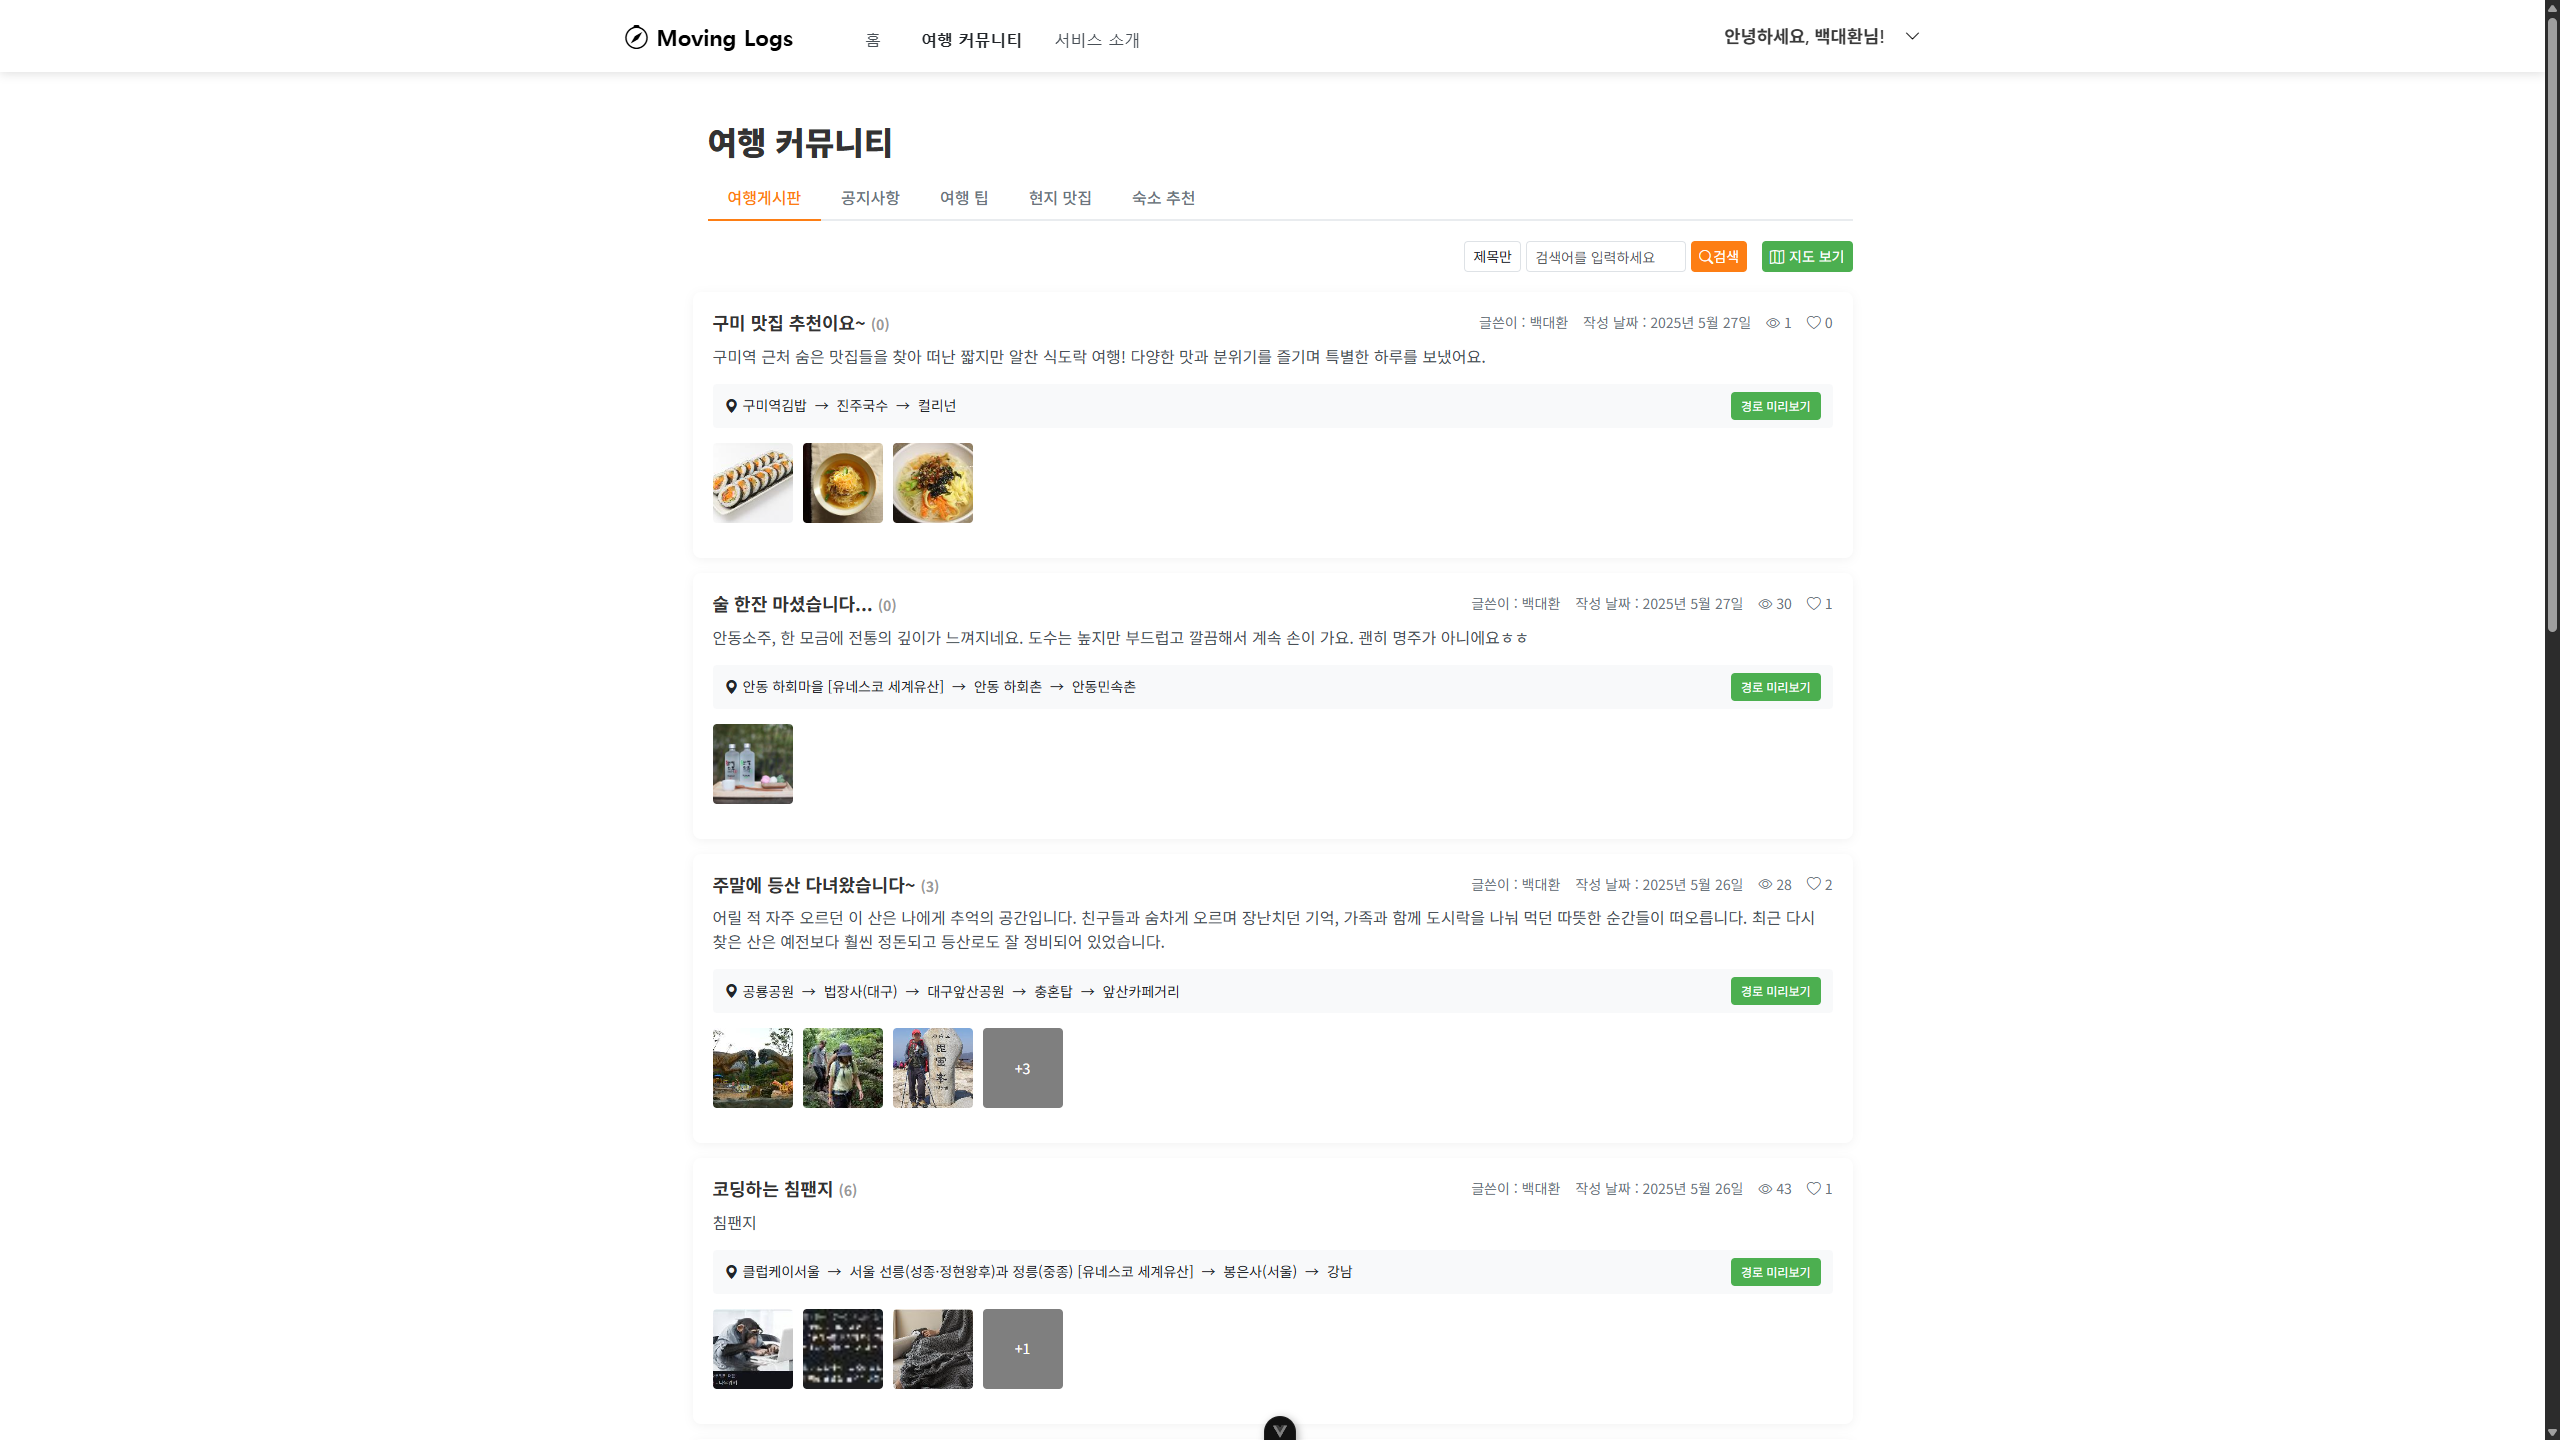 Moving Logs 홈 여행 커뮤니티 서비스 소개 안녕하세요, 백대환님!
여행 커뮤니티
여행게시판 공지사항 여행 팁 현지 맛집 숙소 추천
제목만 검색어를 입력하세요 검색 지도 보기
구미 맛집 추천이요~ (0) 글쓴이 : 백대환 작성 날짜 : 2025년 5월 27일 1 0
구미역 근처 숨은 맛집들을 찾아 떠난 짧지만 알찬 식도락 여행! 다양한 맛과 분위기를 즐기며 특별한 하루를 보냈어요.
구미역김밥 → 진주국수 → 컬리넌 경로 미리보기
술 한잔 마셨습니다... (0) 글쓴이 : 백대환 작성 날짜 : 2025년 5월 27일 30 1
안동소주, 한 모금에 전통의 깊이가 느껴지네요. 도수는 높지만 부드럽고 깔끔해서 계속 손이 가요. 괜히 명주가 아니에요ㅎㅎ
안동 하회마을 [유네스코 세계유산] → 안동 하회촌 → 안동민속촌 경로 미리보기
주말에 등산 다녀왔습니다~ (3) 글쓴이 : 백대환 작성 날짜 : 2025년 5월 26일 28 2
어릴 적 자주 오르던 이 산은 나에게 추억의 공간입니다. 친구들과 숨차게 오르며 장난치던 기억, 가족과 함께 도시락을 나눠 먹던 따뜻한 순간들이 떠오릅니다. 최근 다시
찾은 산은 예전보다 훨씬 정돈되고 등산로도 잘 정비되어 있었습니다.
공룡공원 → 법장사(대구) → 대구앞산공원 → 충혼탑 → 앞산카페거리 경로 미리보기
+3
코딩하는 침팬지 (6) 글쓴이 : 백대환 작성 날짜 : 2025년 5월 26일 43 1
침팬지
클럽케이서울 → 서울 선릉(성종·정현왕후)과 정릉(중종) [유네스코 세계유산] → 봉은사(서울) → 강남 경로 미리보기
+1